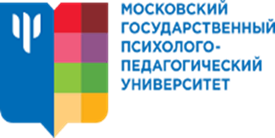 МОСКОВСКИЙ
ГОСУДАРСТВЕННЫЙ
ПСИХОЛОГО-
ПЕДАГОГИЧЕСКИЙ
УНИВЕРСИТЕТ